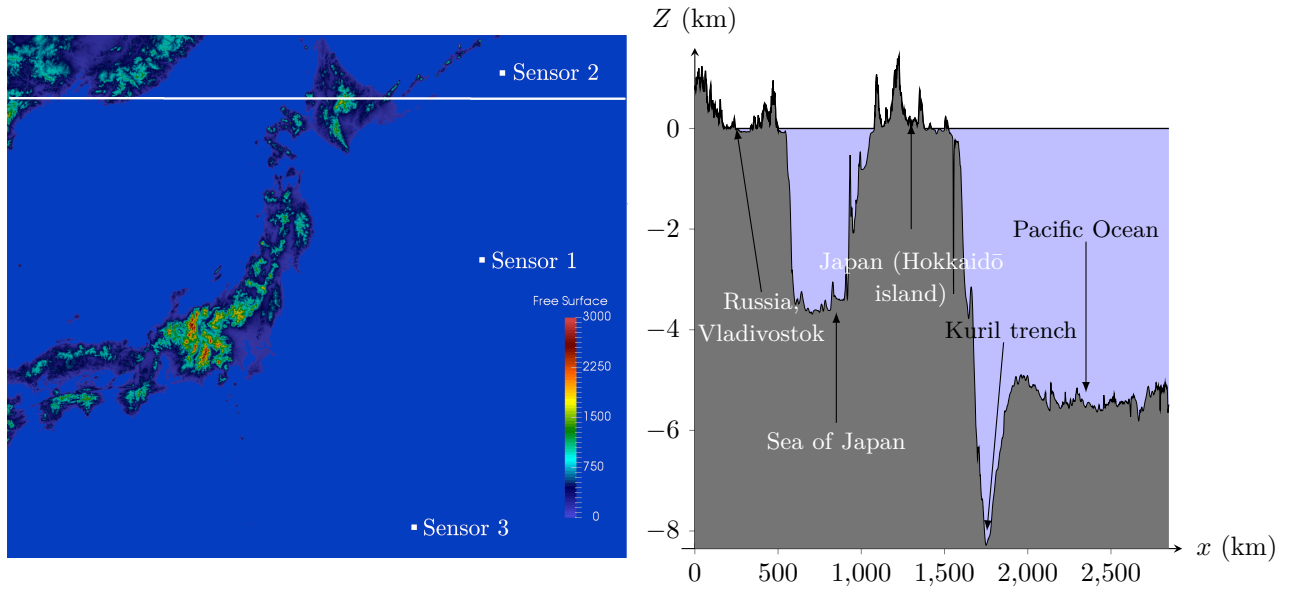 Sensor 2
Sensor 1
Free Surface
3000
2250
1500
750
0
Sensor 3
Z (km)
0
−2
−4
−6
−8
Pacific Ocean
Japan (Hokkaidō
island)
Russia,
Vladivostok
Kuril trench
Sea of Japan
x (km)
0
500
1,000
1,500
2,000
2,500